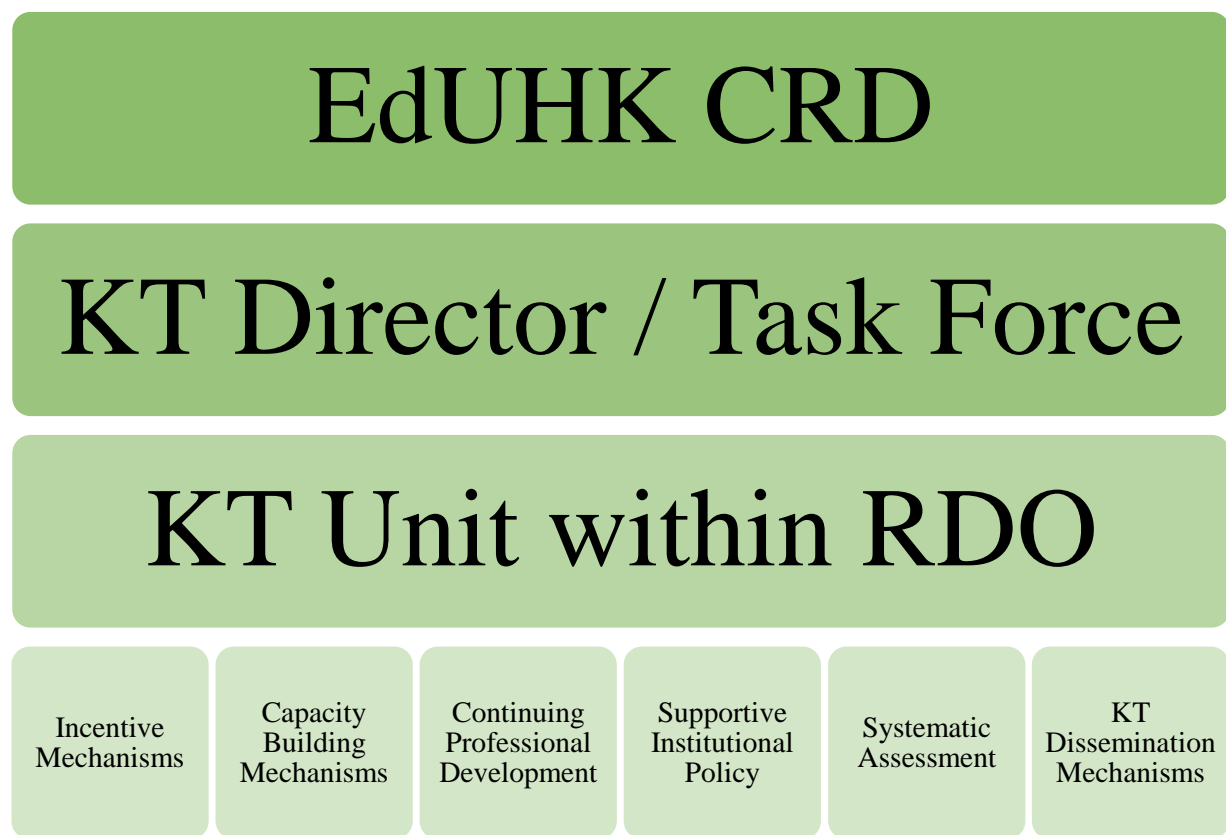 EdUHK CRD
KT Director / Task Force
KT Unit within RDO
Incentive
Mechanisms
Capacity
Building
Mechanisms
Continuing
Professional
Development
Supportive
Institutional
Policy
Systematic
Assessment
KT
Dissemination
Mechanisms